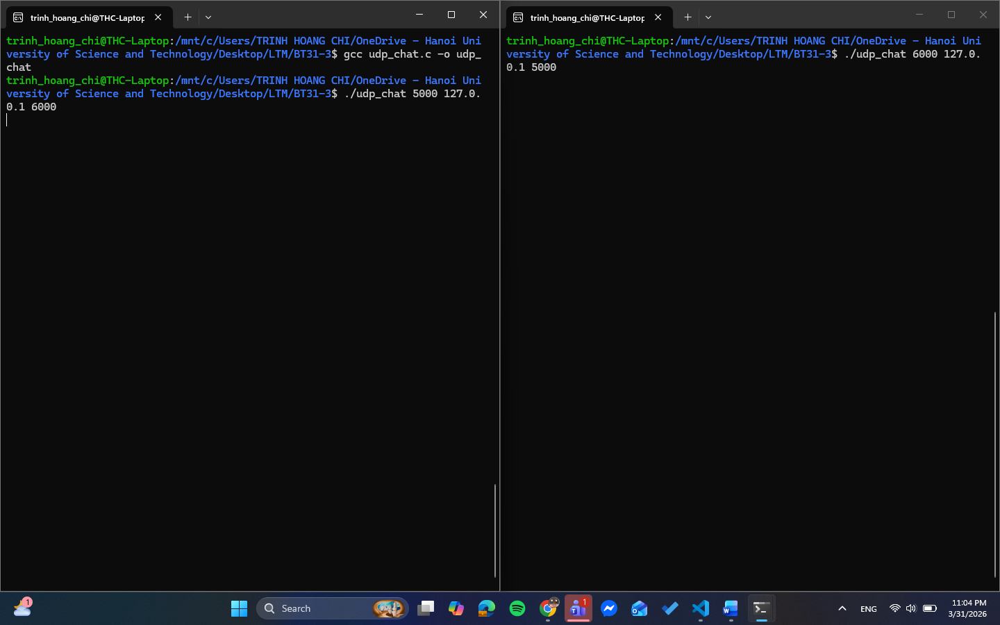 trinh_hoang_chi@THC-Laptop
trinh_hoang_chi@THC-Laptop:/mnt/c/Users/TRINH HOANG CHI/OneDrive - Hanoi Uni
versity of Science and Technology/Desktop/LTM/BT31-3$ gcc udp_chat.c -o udp_
chat
trinh_hoang_chi@THC-Laptop:/mnt/c/Users/TRINH HOANG CHI/OneDrive - Hanoi Uni
versity of Science and Technology/Desktop/LTM/BT31-3$ ./udp_chat 5000 127.0.
0.1 6000
trinh_hoang_chi@THC-Laptop
trinh_hoang_chi@THC-Laptop:/mnt/c/Users/TRINH HOANG CHI/OneDrive - Hanoi Uni
versity of Science and Technology/Desktop/LTM/BT31-3$ ./udp_chat 6000 127.0.
0.1 5000
1
Search
1
ENG
11:04 PM
3/31/2026